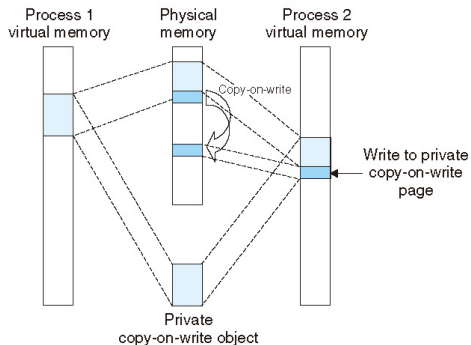 Process 1
virtual memory
Physical
memory
Process 2
virtual memory
Copy-on-write
Write to private
copy-on-write
page
Private
copy-on-write object